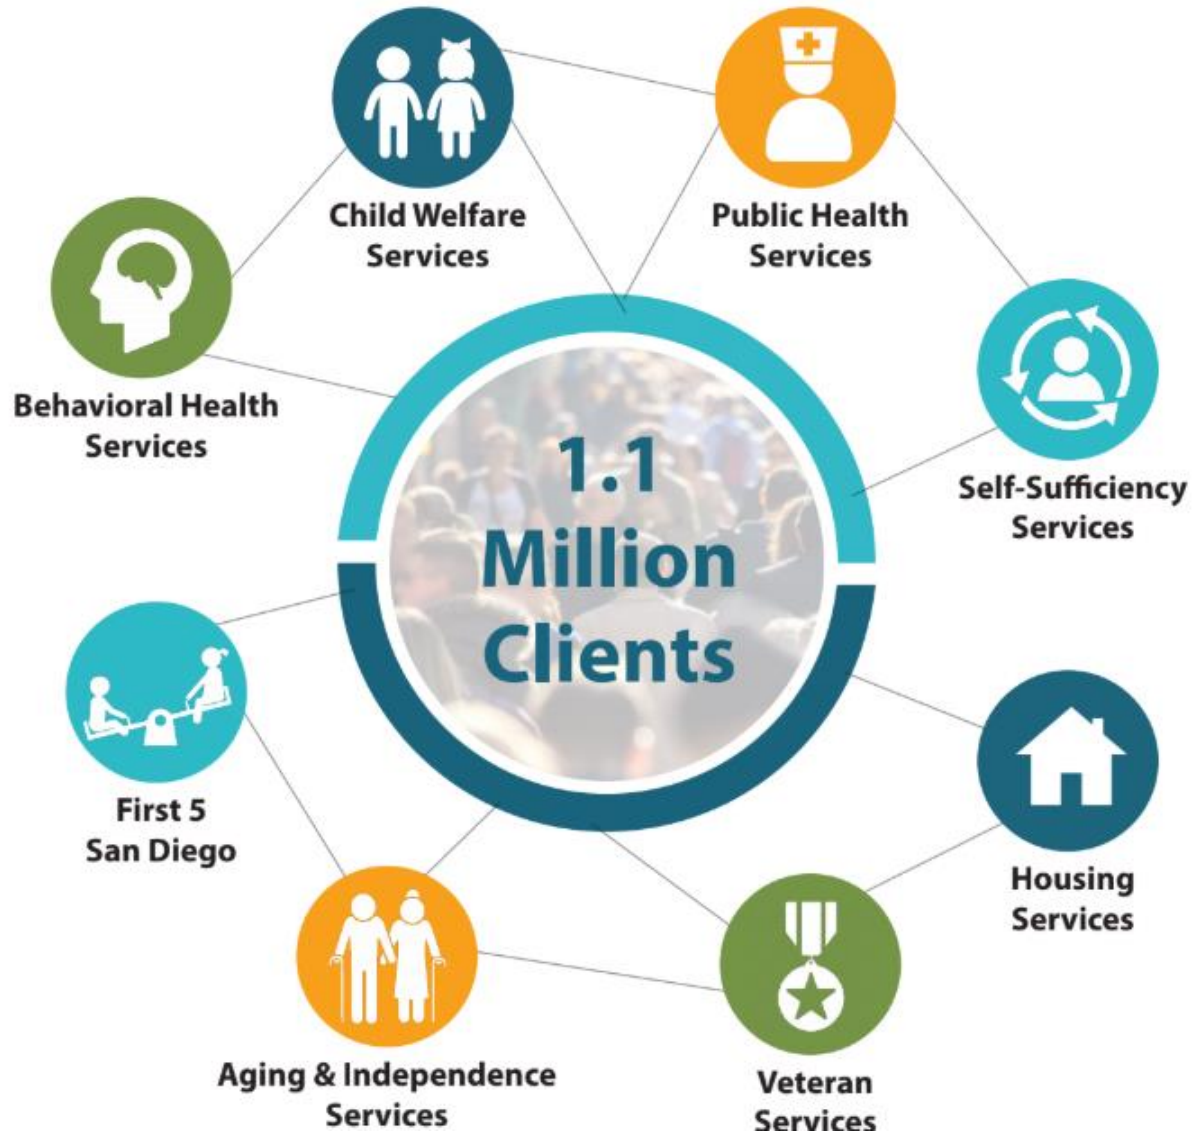 Child Welfare
Services
Public Health
Services
Behavioral Health
Services
Self-Sufficiency
Services
1.1
Million
Clients
First 5
San Diego
Housing
Services
Aging & Independence
Services
Veteran
Services